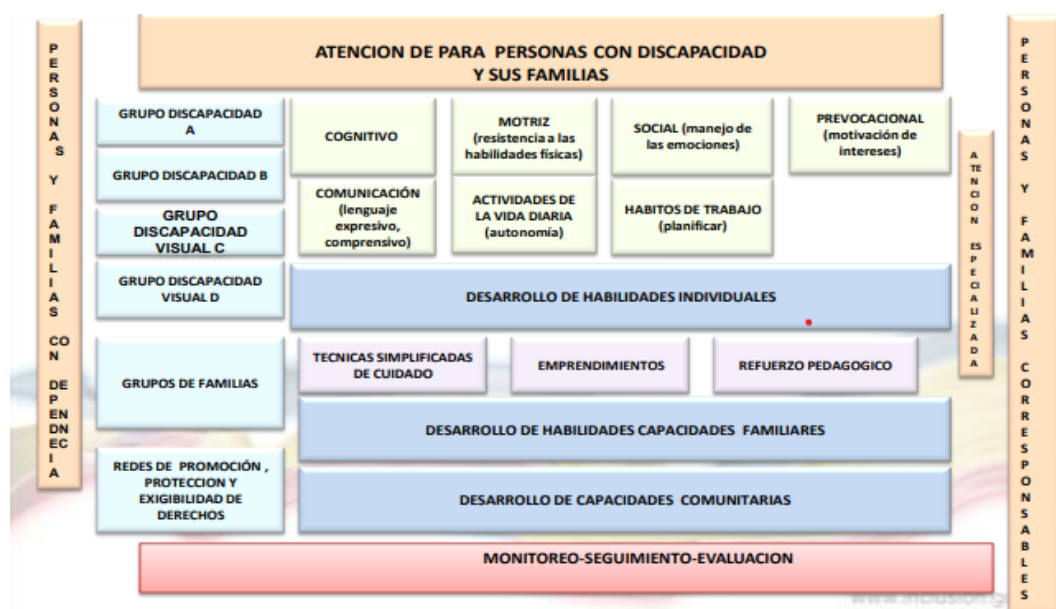 PERSONAS Y FAMILIAS CON DEPENDNECIA
ATENCION DE PARA PERSONAS CON DISCAPACIDAD
Y SUS FAMILIAS
GRUPO DISCAPACIDAD
A
GRUPO DISCAPACIDAD B
GRUPO
DISCAPACIDAD
VISUAL C
GRUPO DISCAPACIDAD
VISUAL D
COGNITIVO
MOTRIZ
(resistencia a las
habilidades físicas)
SOCIAL (manejo de
las emociones)
PREVOCACIONAL
(motivación de
intereses)
COMUNICACIÓN
(lenguaje
expresivo,
comprensivo)
ACTIVIDADES DE
LA VIDA DIARIA
(autonomía)
HABITOS DE TRABAJO
(planificar)
DESARROLLO DE HABILIDADES INDIVIDUALES
GRUPOS DE FAMILIAS
TECNICAS SIMPLIFICADAS
DE CUIDADO
EMPRENDIMIENTOS
REFUERZO PEDAGOGICO
DESARROLLO DE HABILIDADES CAPACIDADES FAMILIARES
REDES DE PROMOCIÓN ,
PROTECCION Y
EXIGIBILIDAD DE
DERECHOS
DESARROLLO DE CAPACIDADES COMUNITARIAS
MONITOREO-SEGUIMIENTO-EVALUACION
ATENCION ESPECIALIZADA
PERSONAS Y FAMILIAS CORRESPONSABLES